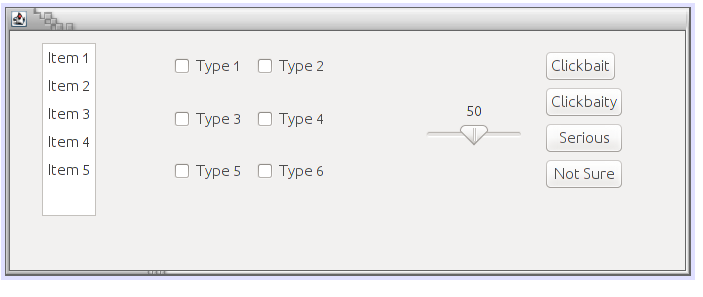 Item 1
Item 2
Item 3
Item 4
Item 5
Type 1 Type 2
Type 3 Type 4
Type 5 Type 6
50
Clickbait
Clickbaity
Serious
Not Sure